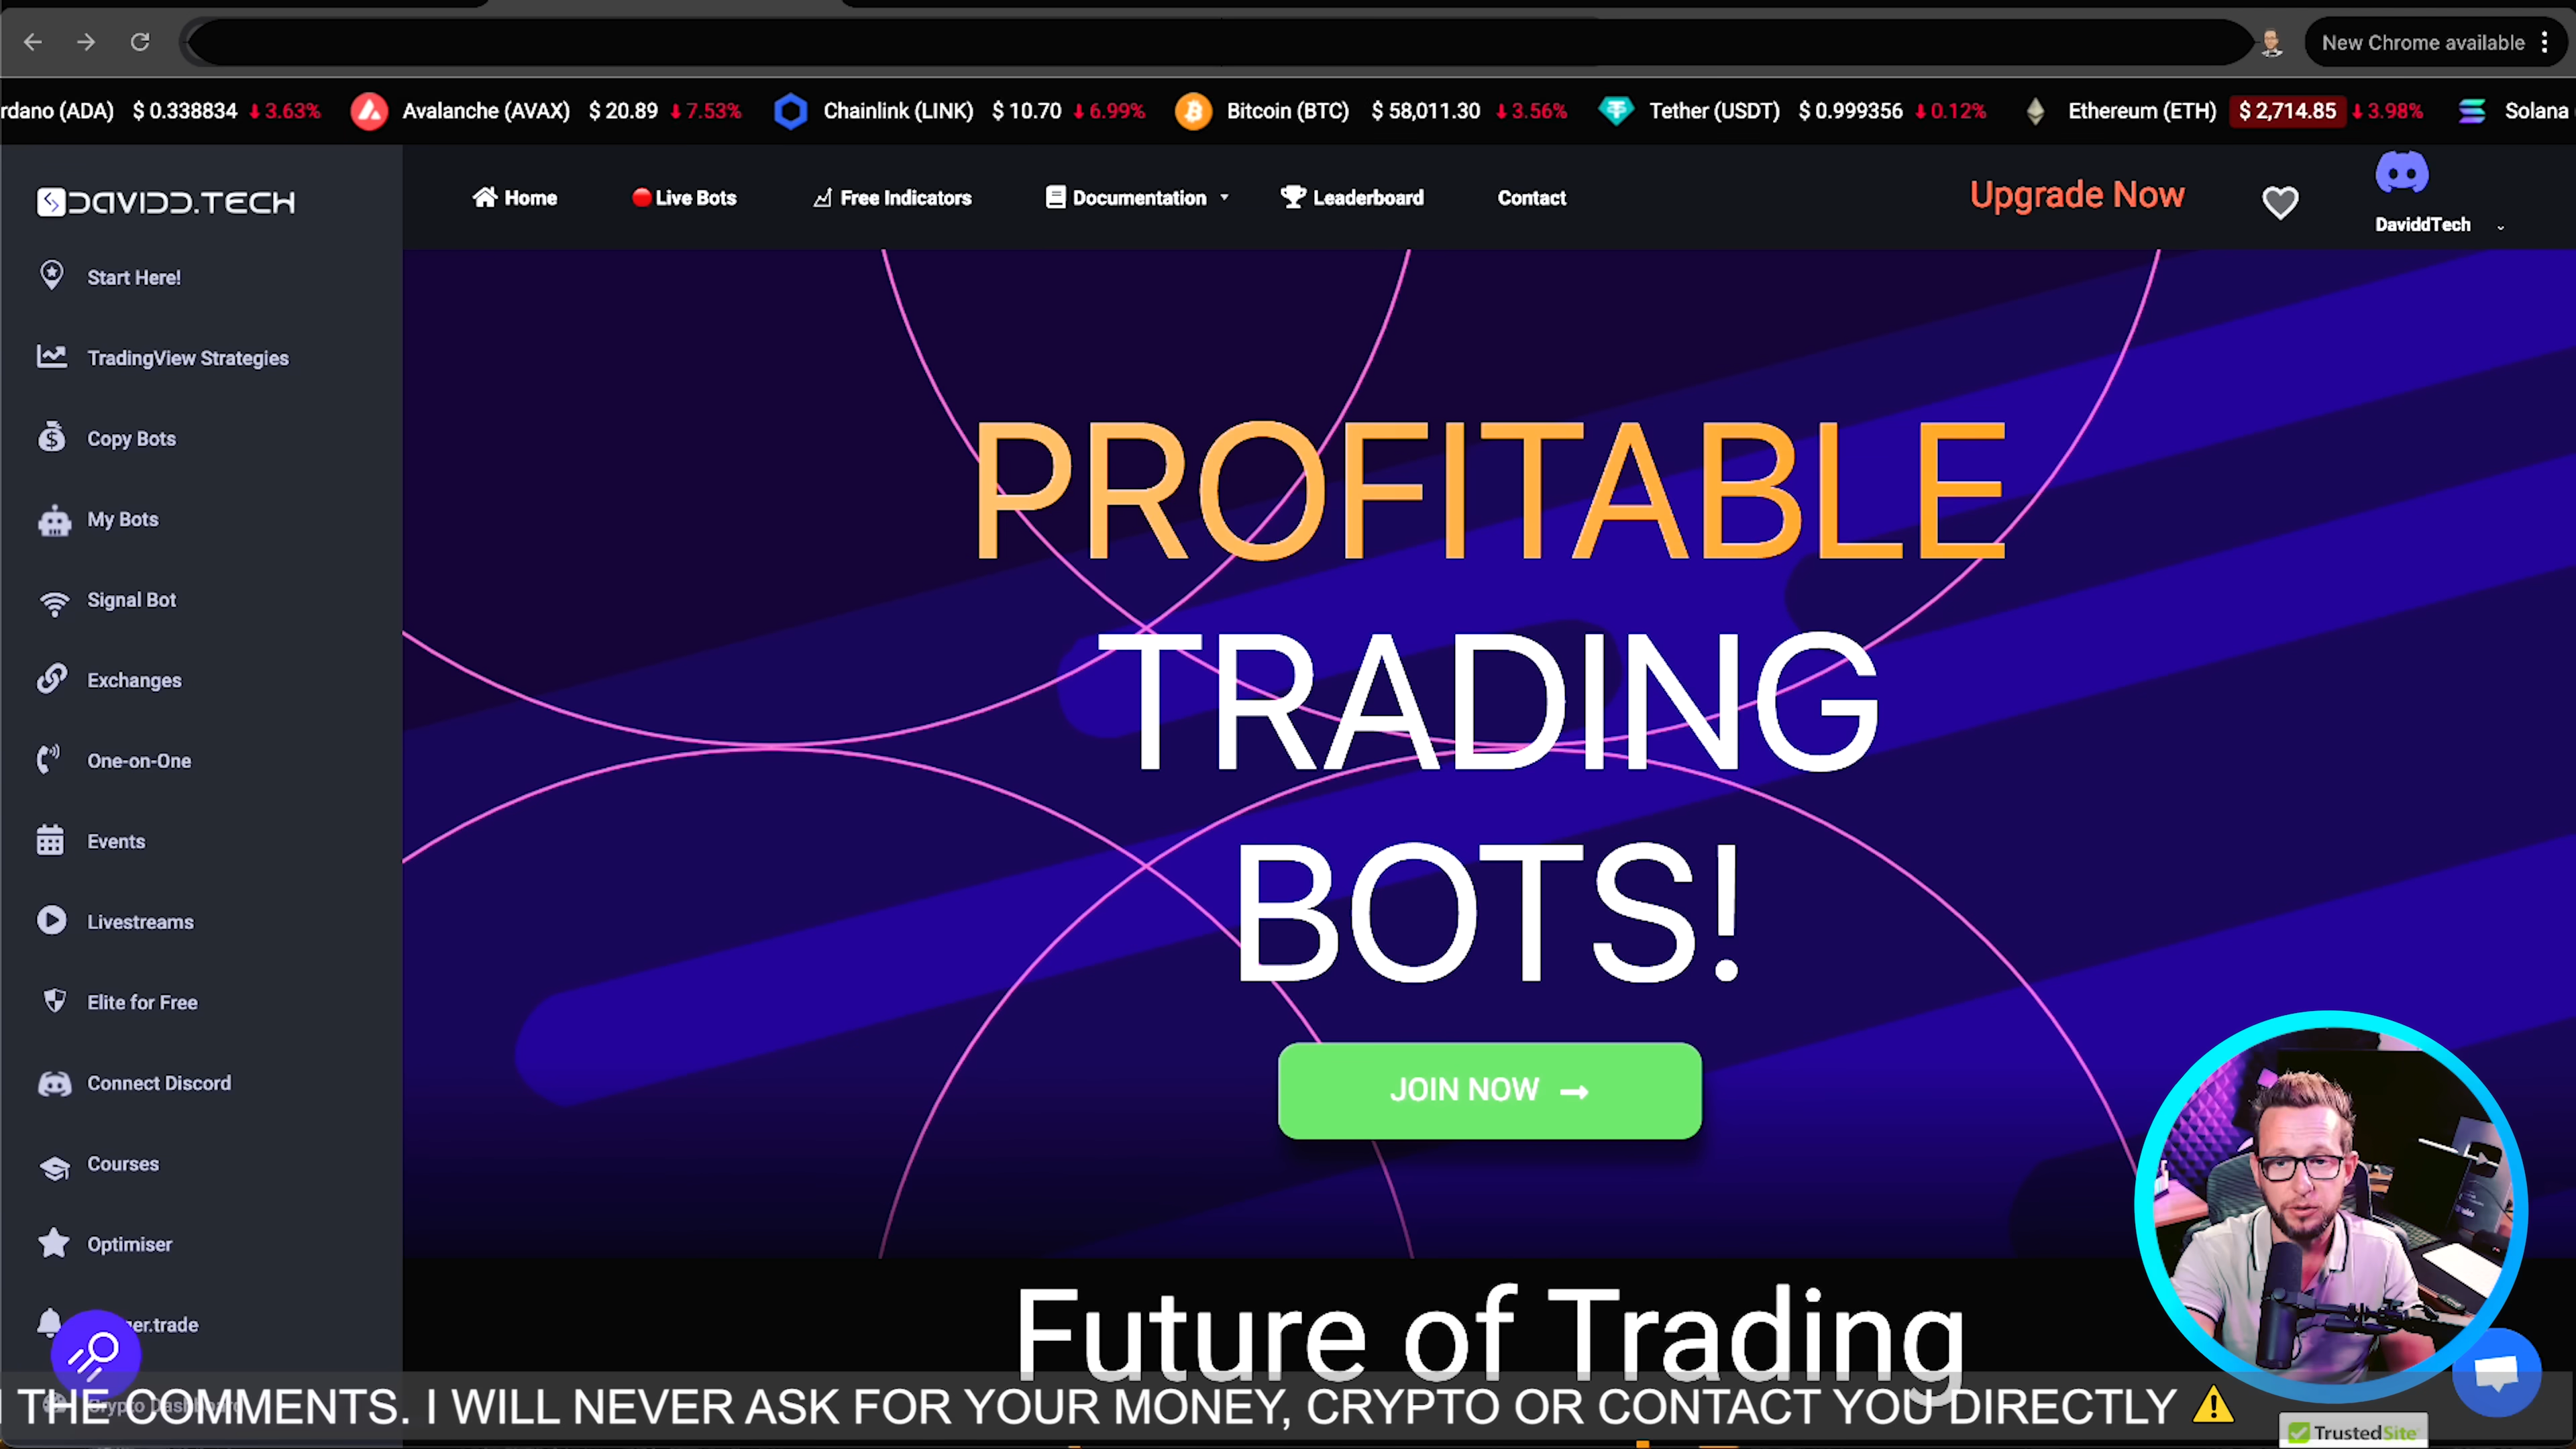 New Chrome available
rdano (ADA) $ 0.338834 ↓ 3.63% Avalanche (AVAX) $ 20.89 ↓ 7.53% Chainlink (LINK) $ 10.70 ↓ 6.99% Bitcoin (BTC) $ 58,011.30 ↓ 3.56% Tether (USDT) $ 0.999356 ↓ 0.12% Ethereum (ETH) $ 2,714.85 ↓ 3.98% Solana
DAVIDD.TECH
Home Live Bots Free Indicators Documentation Leaderboard Contact Upgrade Now
DaviddTech
Start Here!
TradingView Strategies
Copy Bots
My Bots
Signal Bot
Exchanges
One-on-One
Events
Livestreams
Elite for Free
Connect Discord
Courses
Optimiser
ger.trade
PROFITABLE
TRADING
BOTS!
JOIN NOW →
Future of Trading
THE COMMENTS. I WILL NEVER ASK FOR YOUR MONEY, CRYPTO OR CONTACT YOU DIRECTLY ⚠️
TrustedSite